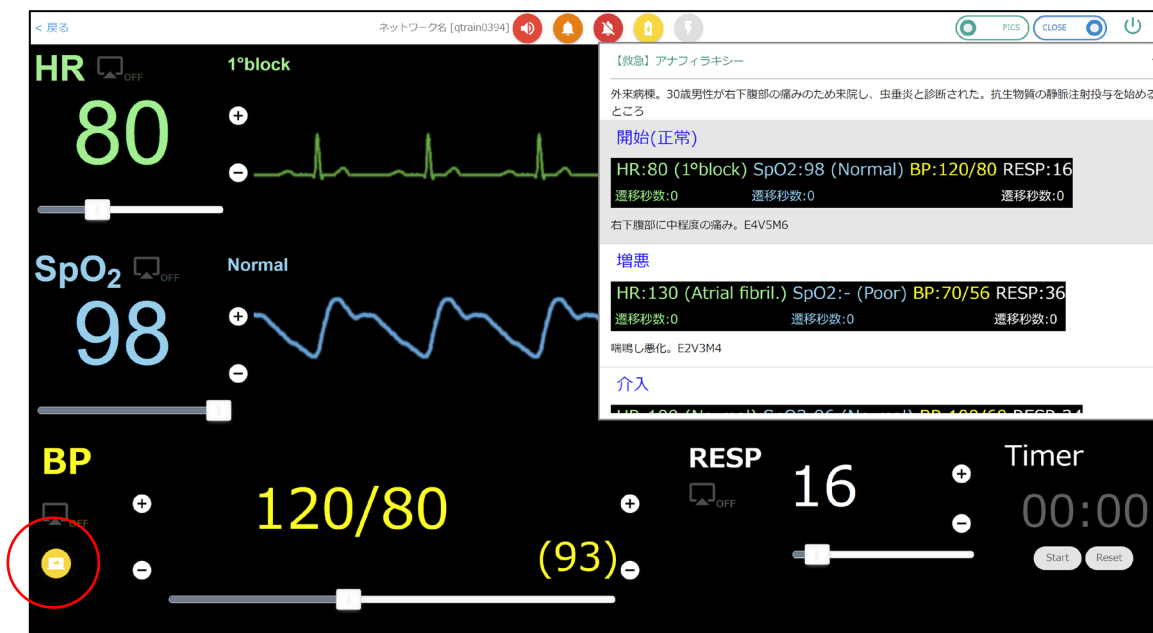 < 戻る
ネットワーク名 [qtrain0394]
PICS
CLOSE
HR
OFF
1°block
80
【救急】アナフィラキシー
外来病棟。30歳男性が右下腹部の痛みのため来院し、虫垂炎と診断された。抗生物質の静脈注射投与を始める
ところ
開始(正常)
HR:80 (1°block) SpO2:98 (Normal) BP:120/80 RESP:16
遷移秒数:0 遷移秒数:0 遷移秒数:0
右下腹部に中程度の痛み。E4V5M6
増悪
HR:130 (Atrial fibril.) SpO2:- (Poor) BP:70/56 RESP:36
遷移秒数:0 遷移秒数:0 遷移秒数:0
喘鳴し悪化。E2V3M4
介入
SpO2
OFF
Normal
98
BP
OFF
120/80
(93)
RESP
OFF
16
Timer
00:00
Start
Reset